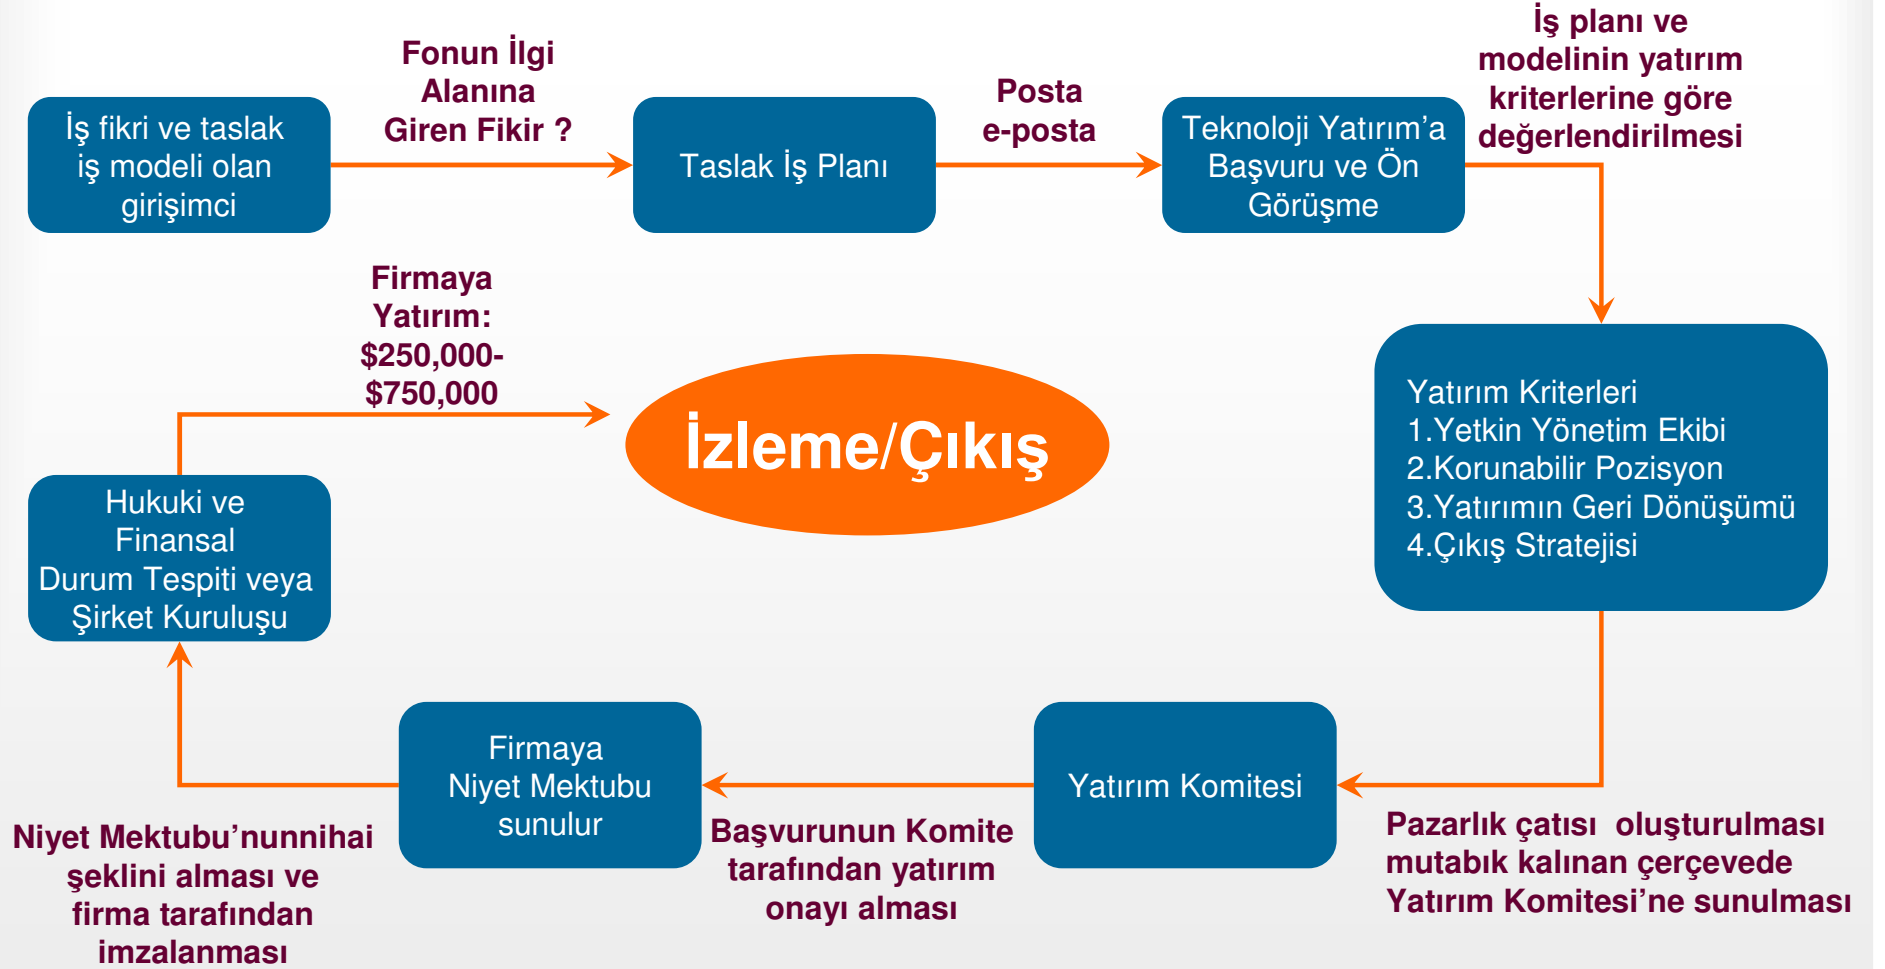 İş fikri ve taslak
iş modeli olan
girişimci
Fonun İlgi
Alanına
Giren Fikir ?
Taslak İş Planı
Posta
e-posta
Teknoloji Yatırım’a
Başvuru ve Ön
Görüşme
İş planı ve
modelinin yatırım
kriterlerine göre
değerlendirilmesi
Yatırım Kriterleri
1.Yetkin Yönetim Ekibi
2.Korunabilir Pozisyon
3.Yatırımın Geri Dönüşümü
4.Çıkış Stratejisi
Pazarlık çatısı  oluşturulması
mutabık kalınan çerçevede
Yatırım Komitesi’ne sunulması
Yatırım Komitesi
Başvurunun Komite
tarafından yatırım
onayı alması
Firmaya
Niyet Mektubu
sunulur
Niyet Mektubu’nunnihai
şeklini alması ve
firma tarafından
imzalanması
Hukuki ve
Finansal
Durum Tespiti veya
Şirket Kuruluşu
Firmaya
Yatırım:
$250,000-
$750,000
İzleme/Çıkış